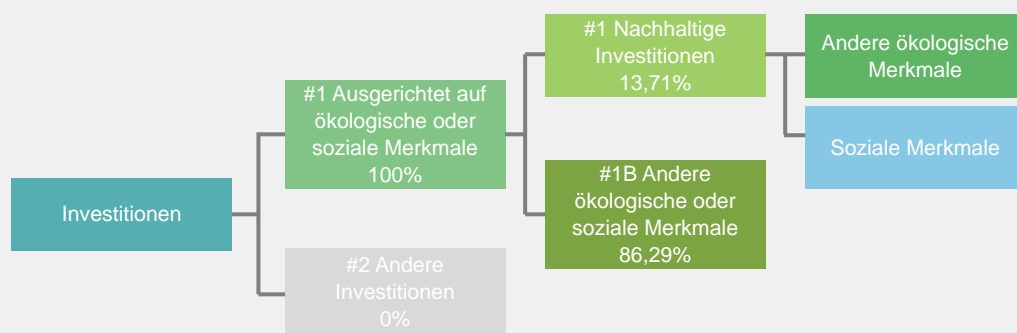 Investitionen
#1 Ausgerichtet auf
ökologische oder
soziale Merkmale
100%
#2 Andere
Investitionen
0%
#1 Nachhaltige
Investitionen
13,71%
#1B Andere
ökologische oder
soziale Merkmale
86,29%
Andere ökologische
Merkmale
Soziale Merkmale